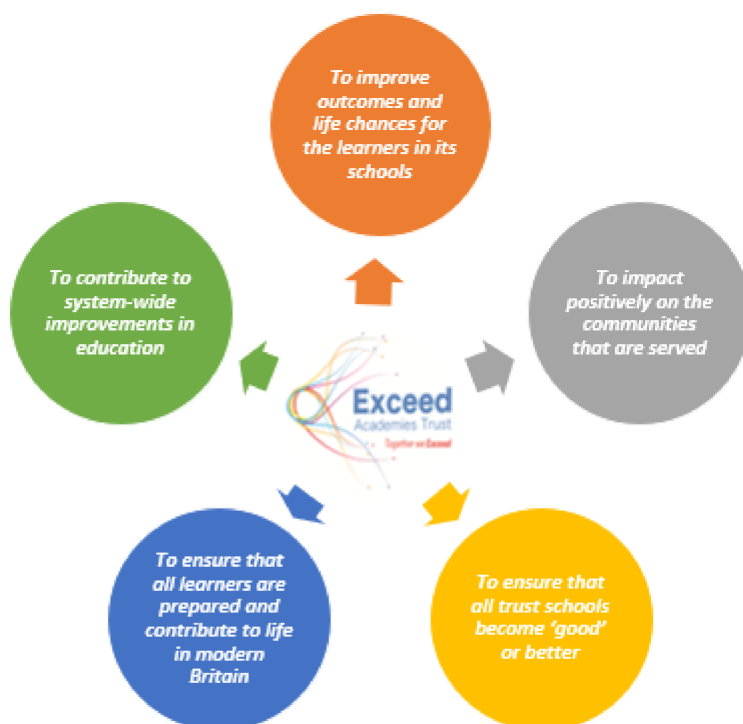 To improve
outcomes and
life chances for
the learners in its
schools
To contribute to
system-wide
improvements in
education
To impact
positively on the
communities
that are served
Exceed
Academies Trust
Together we Exceed
To ensure that
all learners are
prepared and
contribute to life
in modern
Britain
To ensure that
all trust schools
become ‘good’
or better